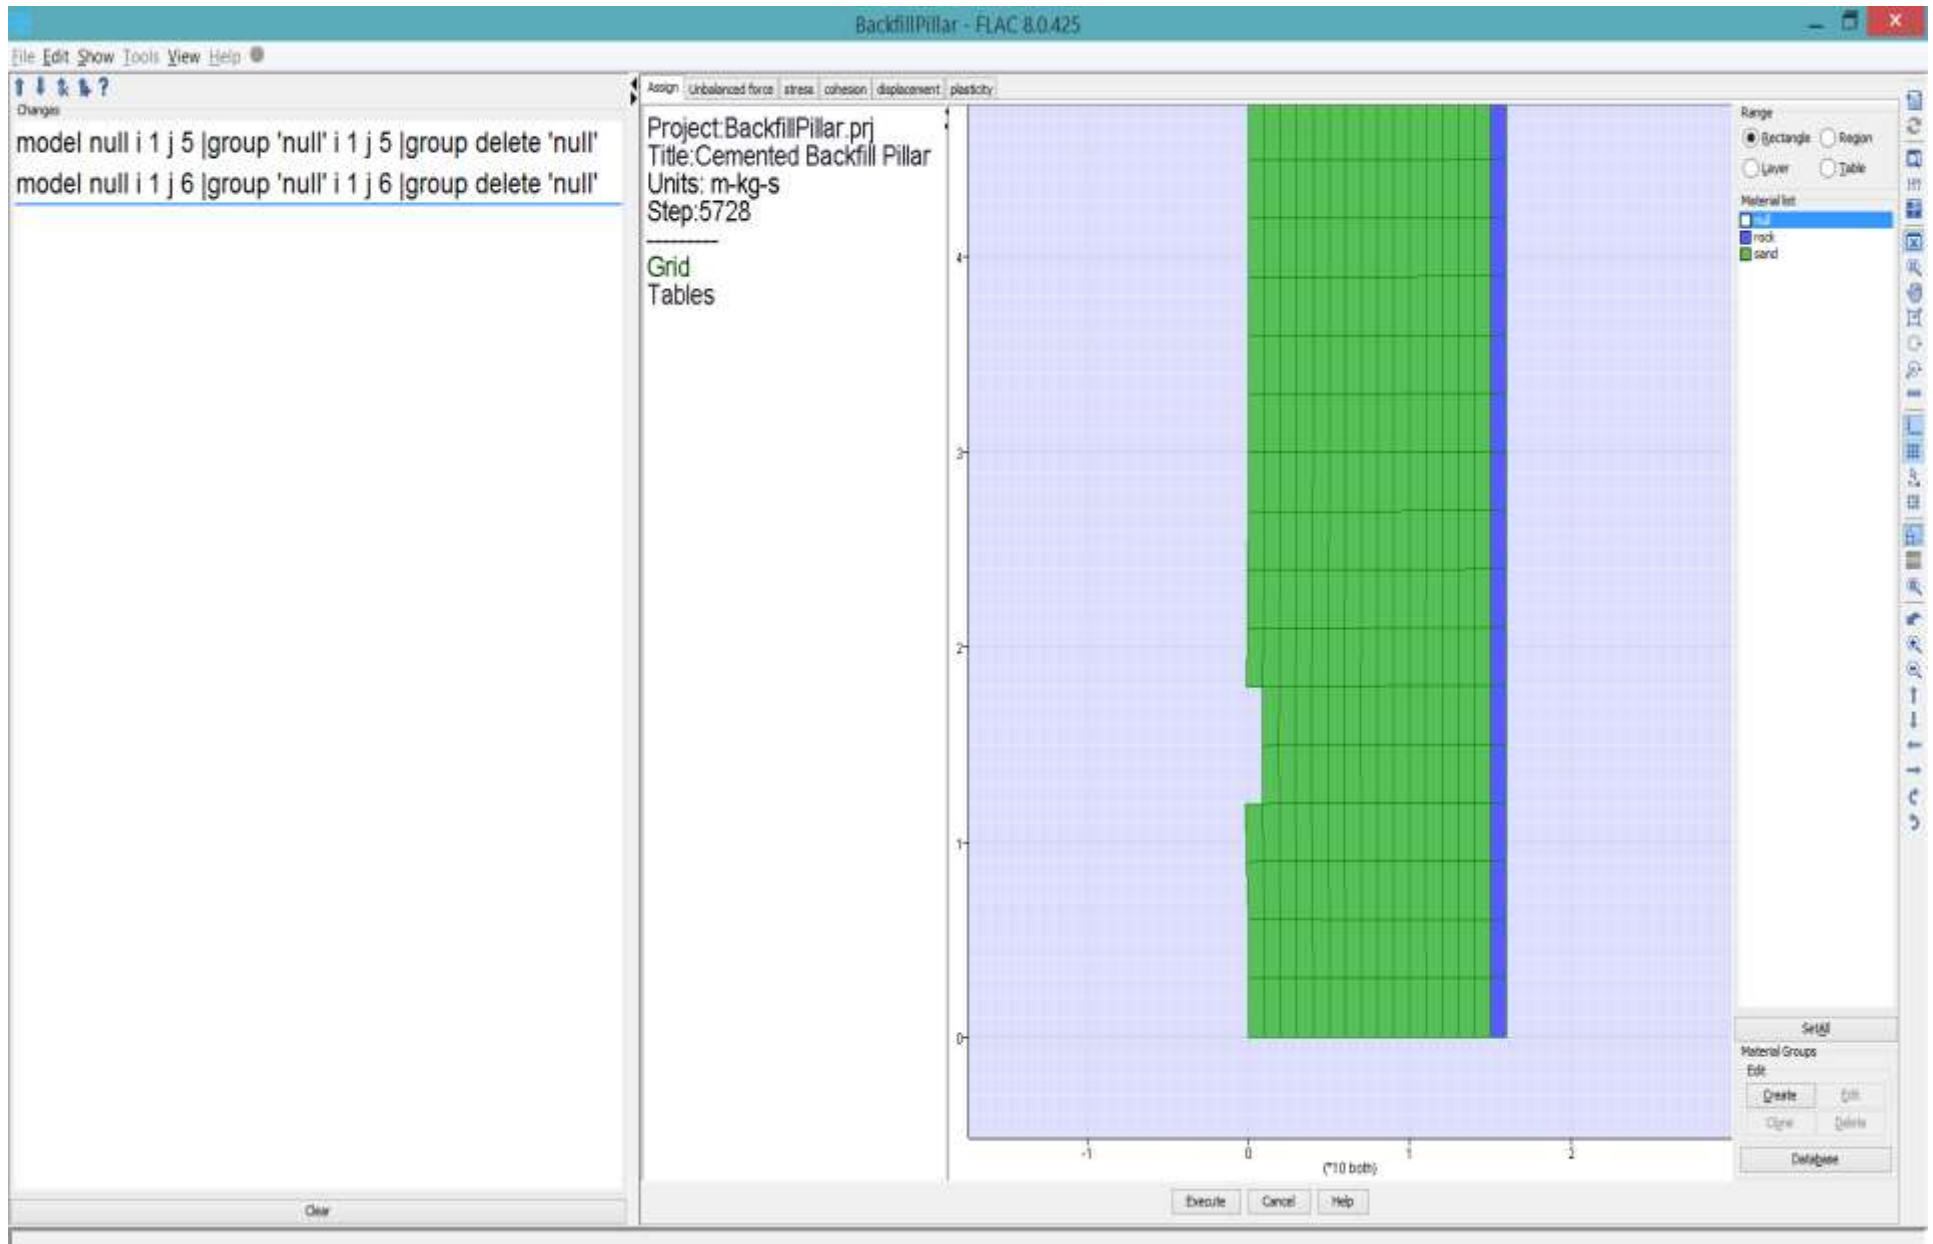 BackfillPillar - FLAC 8.0.425
File Edit Show Tools View Help
?
Changes
model null i 1 j 5 |group 'null' i 1 j 5 |group delete 'null'
model null i 1 j 6 |group 'null' i 1 j 6 |group delete 'null'
Clear
Assign Unbalanced force stress cohesion displacement plasticity
Project:BackfillPillar.prj
Title:Cemented Backfill Pillar
Units: m-kg-s
Step:5728
---------
Grid
Tables
4
3
2
1
0
-1 0 1 2
(*10 both)
Execute Cancel Help
Range
Rectangle Region
Layer Table
Material list
null
rock
sand
SetAll
Material Groups
Edit
Create Edit
Clone Delete
Database